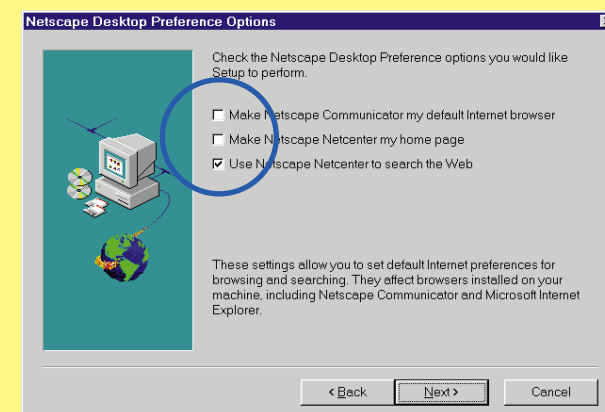 Netscape Desktop Preference Options
Check the Netscape Desktop Preference options you would like
Setup to perform.
Make Netscape Communicator my default Internet browser
Make Netscape Netcenter my home page
Use Netscape Netcenter to search the Web
These settings allow you to set default Internet preferences for
browsing and searching. They affect browsers installed on your
machine, including Netscape Communicator and Microsoft Internet
Explorer.
< Back Next > Cancel